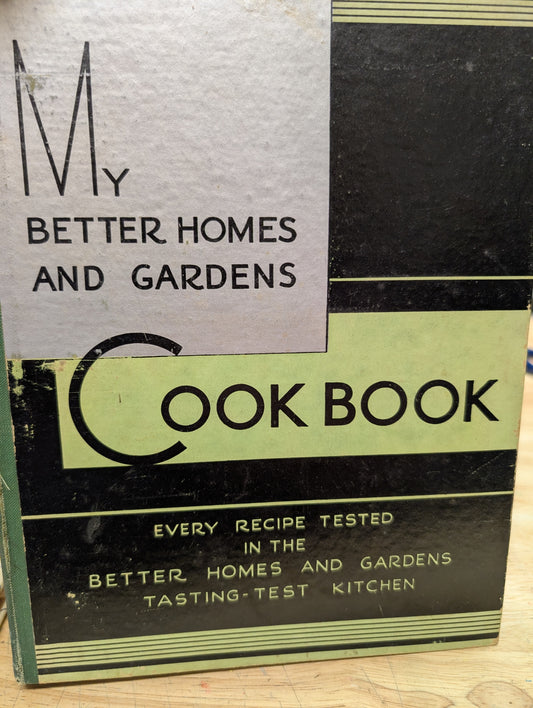 My
BETTER HOMES
AND GARDENS
COOK BOOK
EVERY RECIPE TESTED
IN THE
BETTER HOMES AND GARDENS
TASTING-TEST KITCHEN